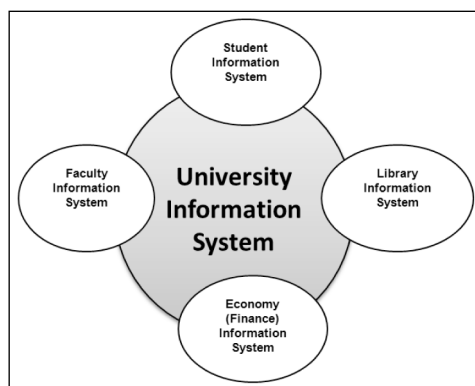 Student
Information
System
Faculty
Information
System
University
Information
System
Library
Information
System
Economy
(Finance)
Information
System